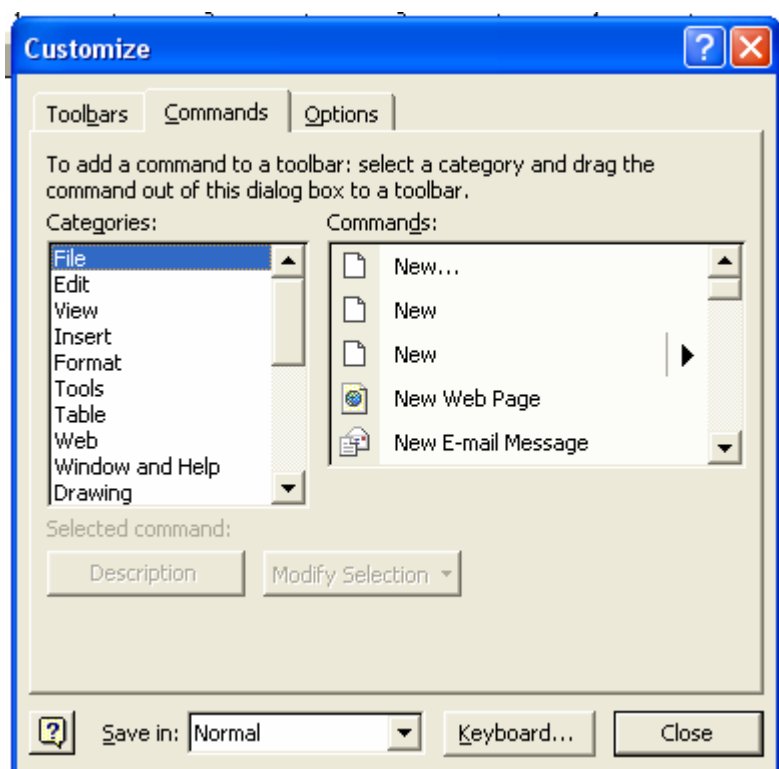 Customize
Toolbars Commands Options
To add a command to a toolbar: select a category and drag the
command out of this dialog box to a toolbar.
Categories:
File
Edit
View
Insert
Format
Tools
Table
Web
Window and Help
Drawing
Commands:
New...
New
New
New Web Page
New E-mail Message
Selected command:
Description Modify Selection
Save in: Normal Keyboard... Close